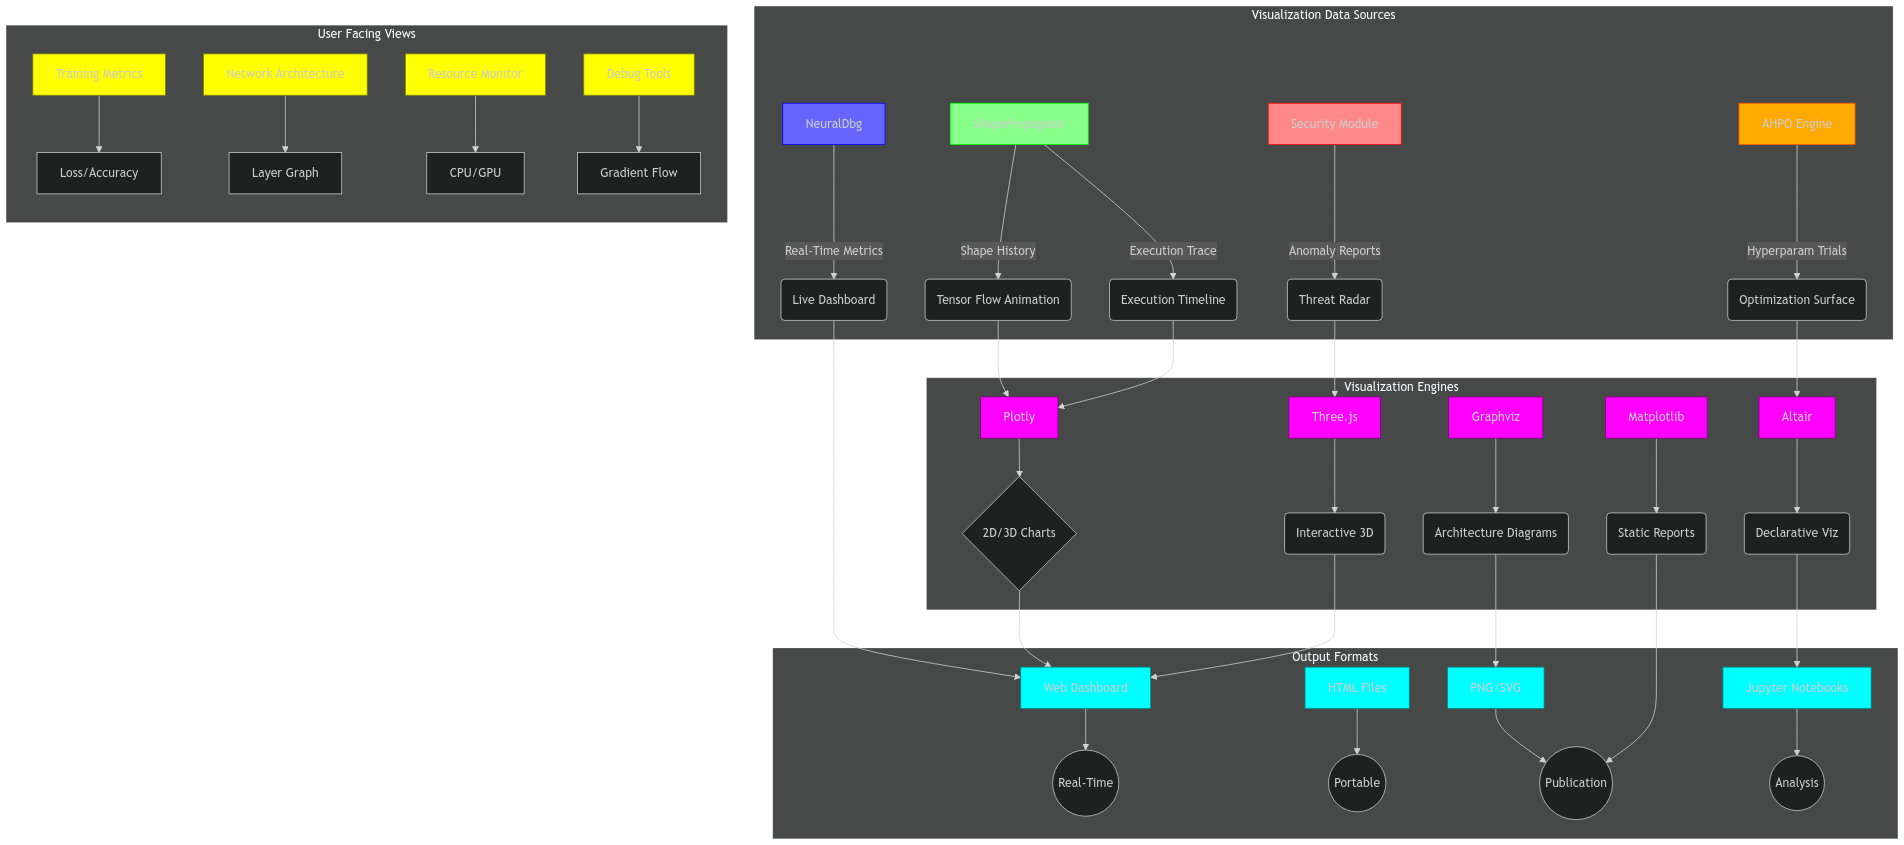 User Facing Views
Training Metrics
Network Architecture
Resource Monitor
Debug Tools
Loss/Accuracy
Layer Graph
CPU/GPU
Gradient Flow
Visualization Data Sources
NeuralDbg
Security Module
AHPO Engine
Real-Time Metrics
Shape History
Execution Trace
Anomaly Reports
Hyperparam Trials
Live Dashboard
Tensor Flow Animation
Execution Timeline
Threat Radar
Optimization Surface
Visualization Engines
Plotly
Three.js
Graphviz
Matplotlib
Altair
2D/3D Charts
Interactive 3D
Architecture Diagrams
Static Reports
Declarative Viz
Output Formats
Web Dashboard
HTML Files
PNG/SVG
Jupyter Notebooks
Real-Time
Portable
Publication
Analysis